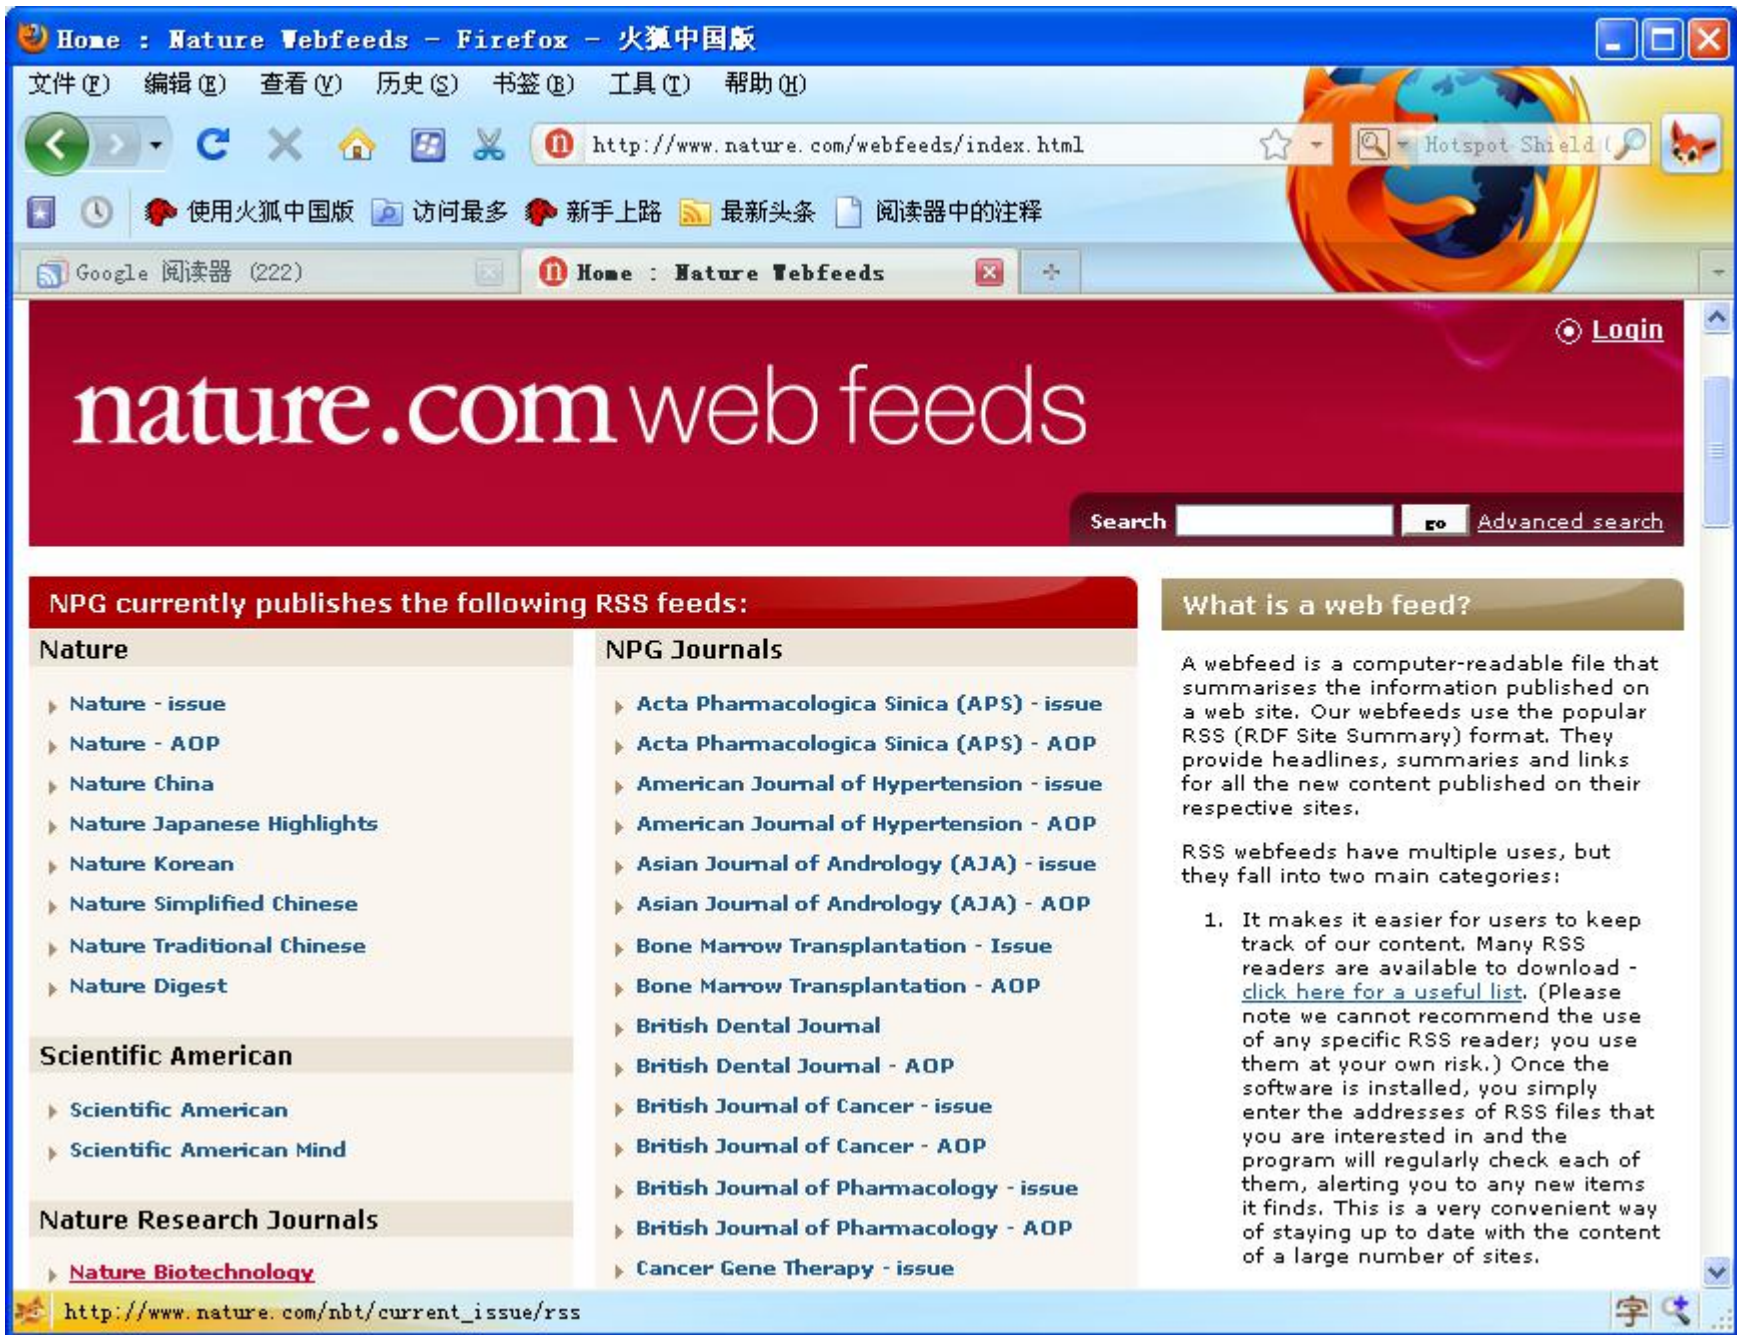 Home : Nature Webfeeds - Firefox - 火狐中国版
文件(F) 编辑(E) 查看(V) 历史(S) 书签(B) 工具(T) 帮助(H)
http://www.nature.com/webfeeds/index.html
Hotspot Shield (
使用火狐中国版 访问最多 新手上路 最新头条 阅读器中的注释
Google 阅读器 (222)
Home : Nature Webfeeds
Login
nature.com web feeds
Search go Advanced search
NPG currently publishes the following RSS feeds:
Nature
Nature - issue
Nature - AOP
Nature China
Nature Japanese Highlights
Nature Korean
Nature Simplified Chinese
Nature Traditional Chinese
Nature Digest
Scientific American
Scientific American
Scientific American Mind
Nature Research Journals
Nature Biotechnology
NPG Journals
Acta Pharmacologica Sinica (APS) - issue
Acta Pharmacologica Sinica (APS) - AOP
American Journal of Hypertension - issue
American Journal of Hypertension - AOP
Asian Journal of Andrology (AJA) - issue
Asian Journal of Andrology (AJA) - AOP
Bone Marrow Transplantation - Issue
Bone Marrow Transplantation - AOP
British Dental Journal
British Dental Journal - AOP
British Journal of Cancer - issue
British Journal of Cancer - AOP
British Journal of Pharmacology - issue
British Journal of Pharmacology - AOP
Cancer Gene Therapy - issue
What is a web feed?
A webfeed is a computer-readable file that
summarises the information published on
a web site. Our webfeeds use the popular
RSS (RDF Site Summary) format. They
provide headlines, summaries and links
for all the new content published on their
respective sites.
RSS webfeeds have multiple uses, but
they fall into two main categories:
1. It makes it easier for users to keep
track of our content. Many RSS
readers are available to download -
click here for a useful list. (Please
note we cannot recommend the use
of any specific RSS reader; you use
them at your own risk.) Once the
software is installed, you simply
enter the addresses of RSS files that
you are interested in and the
program will regularly check each of
them, alerting you to any new items
it finds. This is a very convenient way
of staying up to date with the content
of a large number of sites.
http://www.nature.com/nbt/current_issue/rss
字